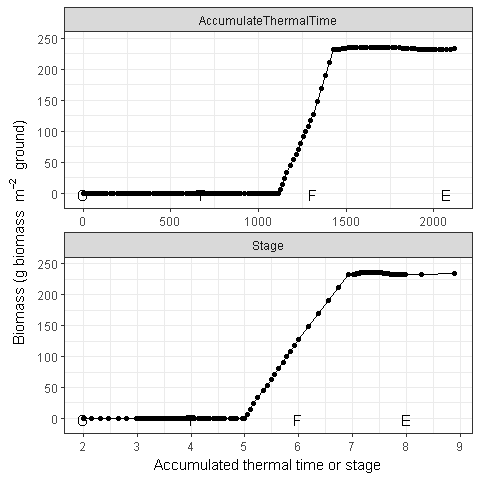 AccumulateThermalTime
250
200
150
100
50
0
O T F E
0 500 1000 1500 2000
Stage
250
200
150
100
50
0
O T F E
2 3 4 5 6 7 8 9
Accumulated thermal time or stage
Biomass (g biomass m⁻² ground)